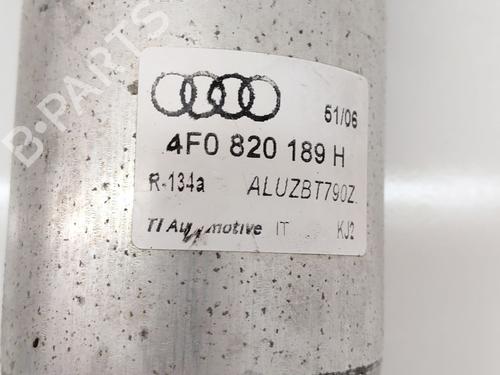 B-PARTS
51/06
4F0 820 189 H
R-134a ALUZBT790Z
TI Automotive IT KJ2